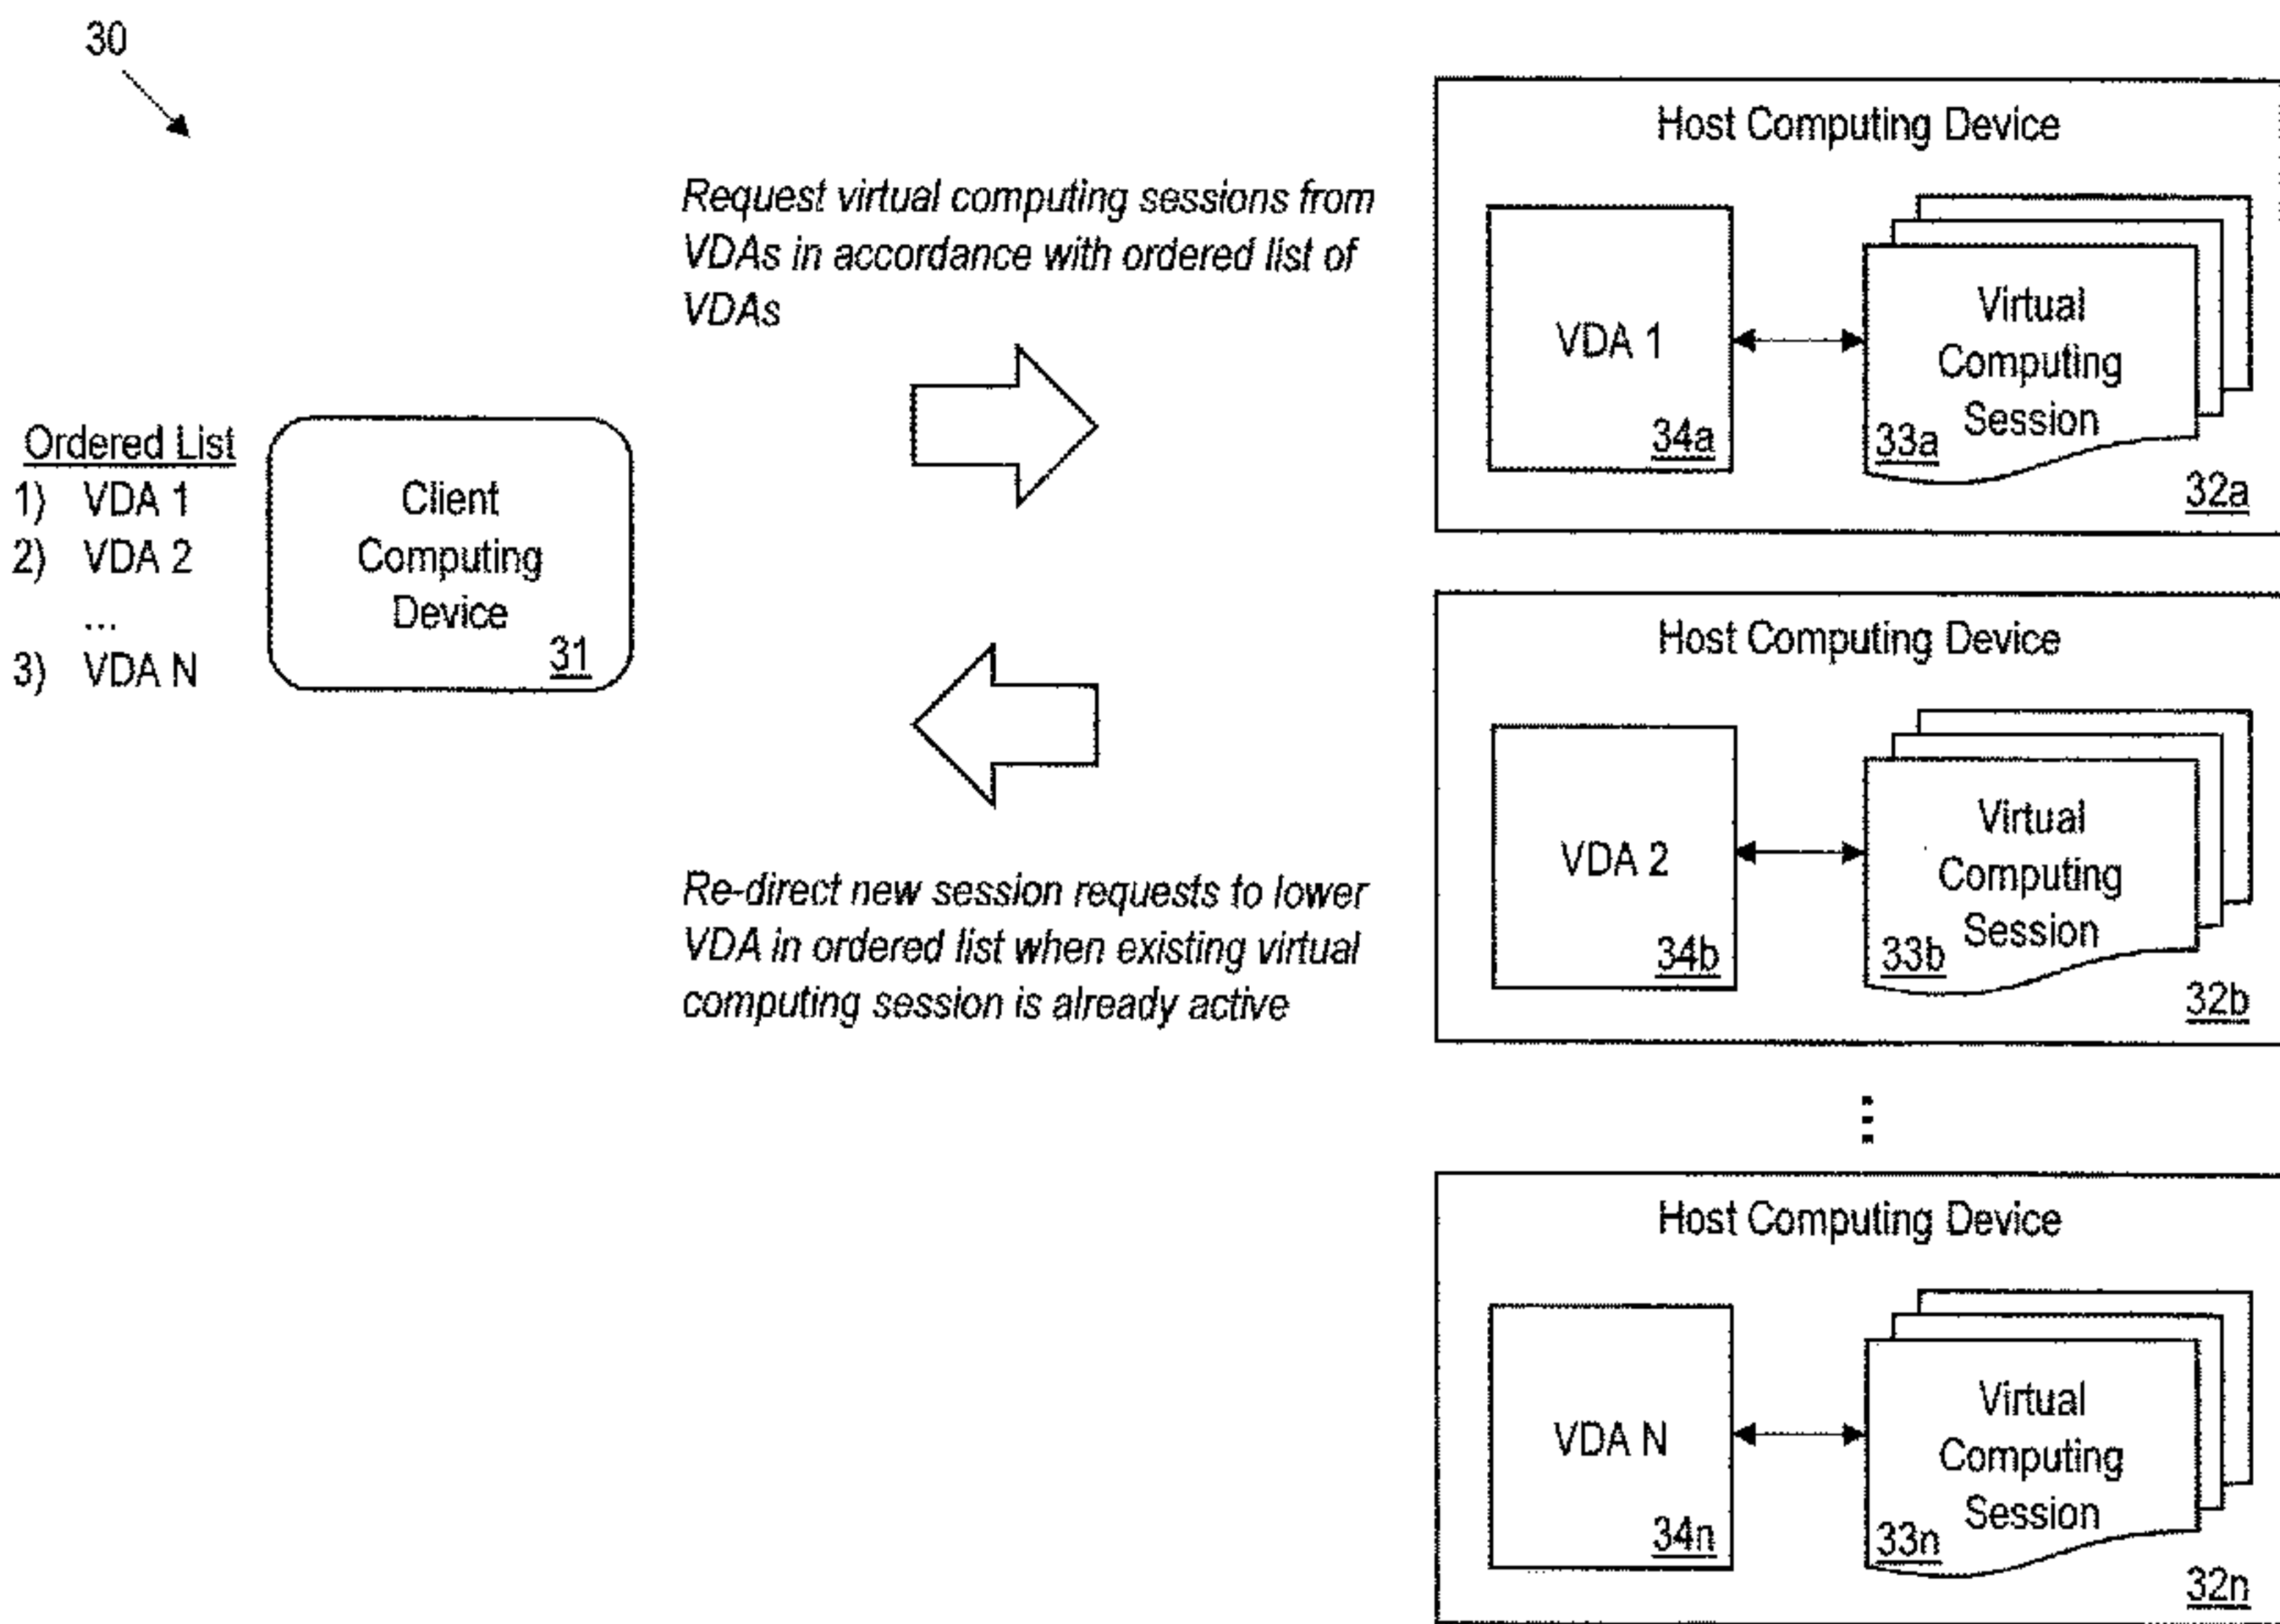 30
Ordered List
1) VDA 1
2) VDA 2
...
3) VDA N
Client
Computing
Device
31
Request virtual computing sessions from
VDAs in accordance with ordered list of
VDAs
Re-direct new session requests to lower
VDA in ordered list when existing virtual
computing session is already active
Host Computing Device
VDA 1
34a
Virtual
Computing
Session
33a
32a
Host Computing Device
VDA 2
34b
Virtual
Computing
Session
33b
32b
Host Computing Device
VDA N
34n
Virtual
Computing
Session
33n
32n